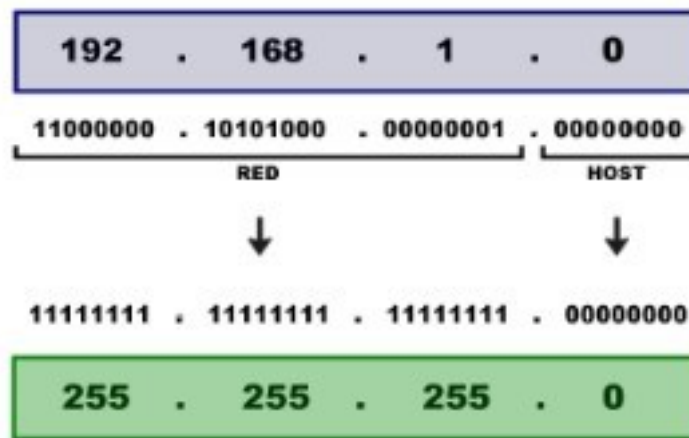 192 . 168 . 1 . 0
11000000 . 10101000 . 00000001 . 00000000
RED HOST
11111111 . 11111111 . 11111111 . 00000000
255 . 255 . 255 . 0